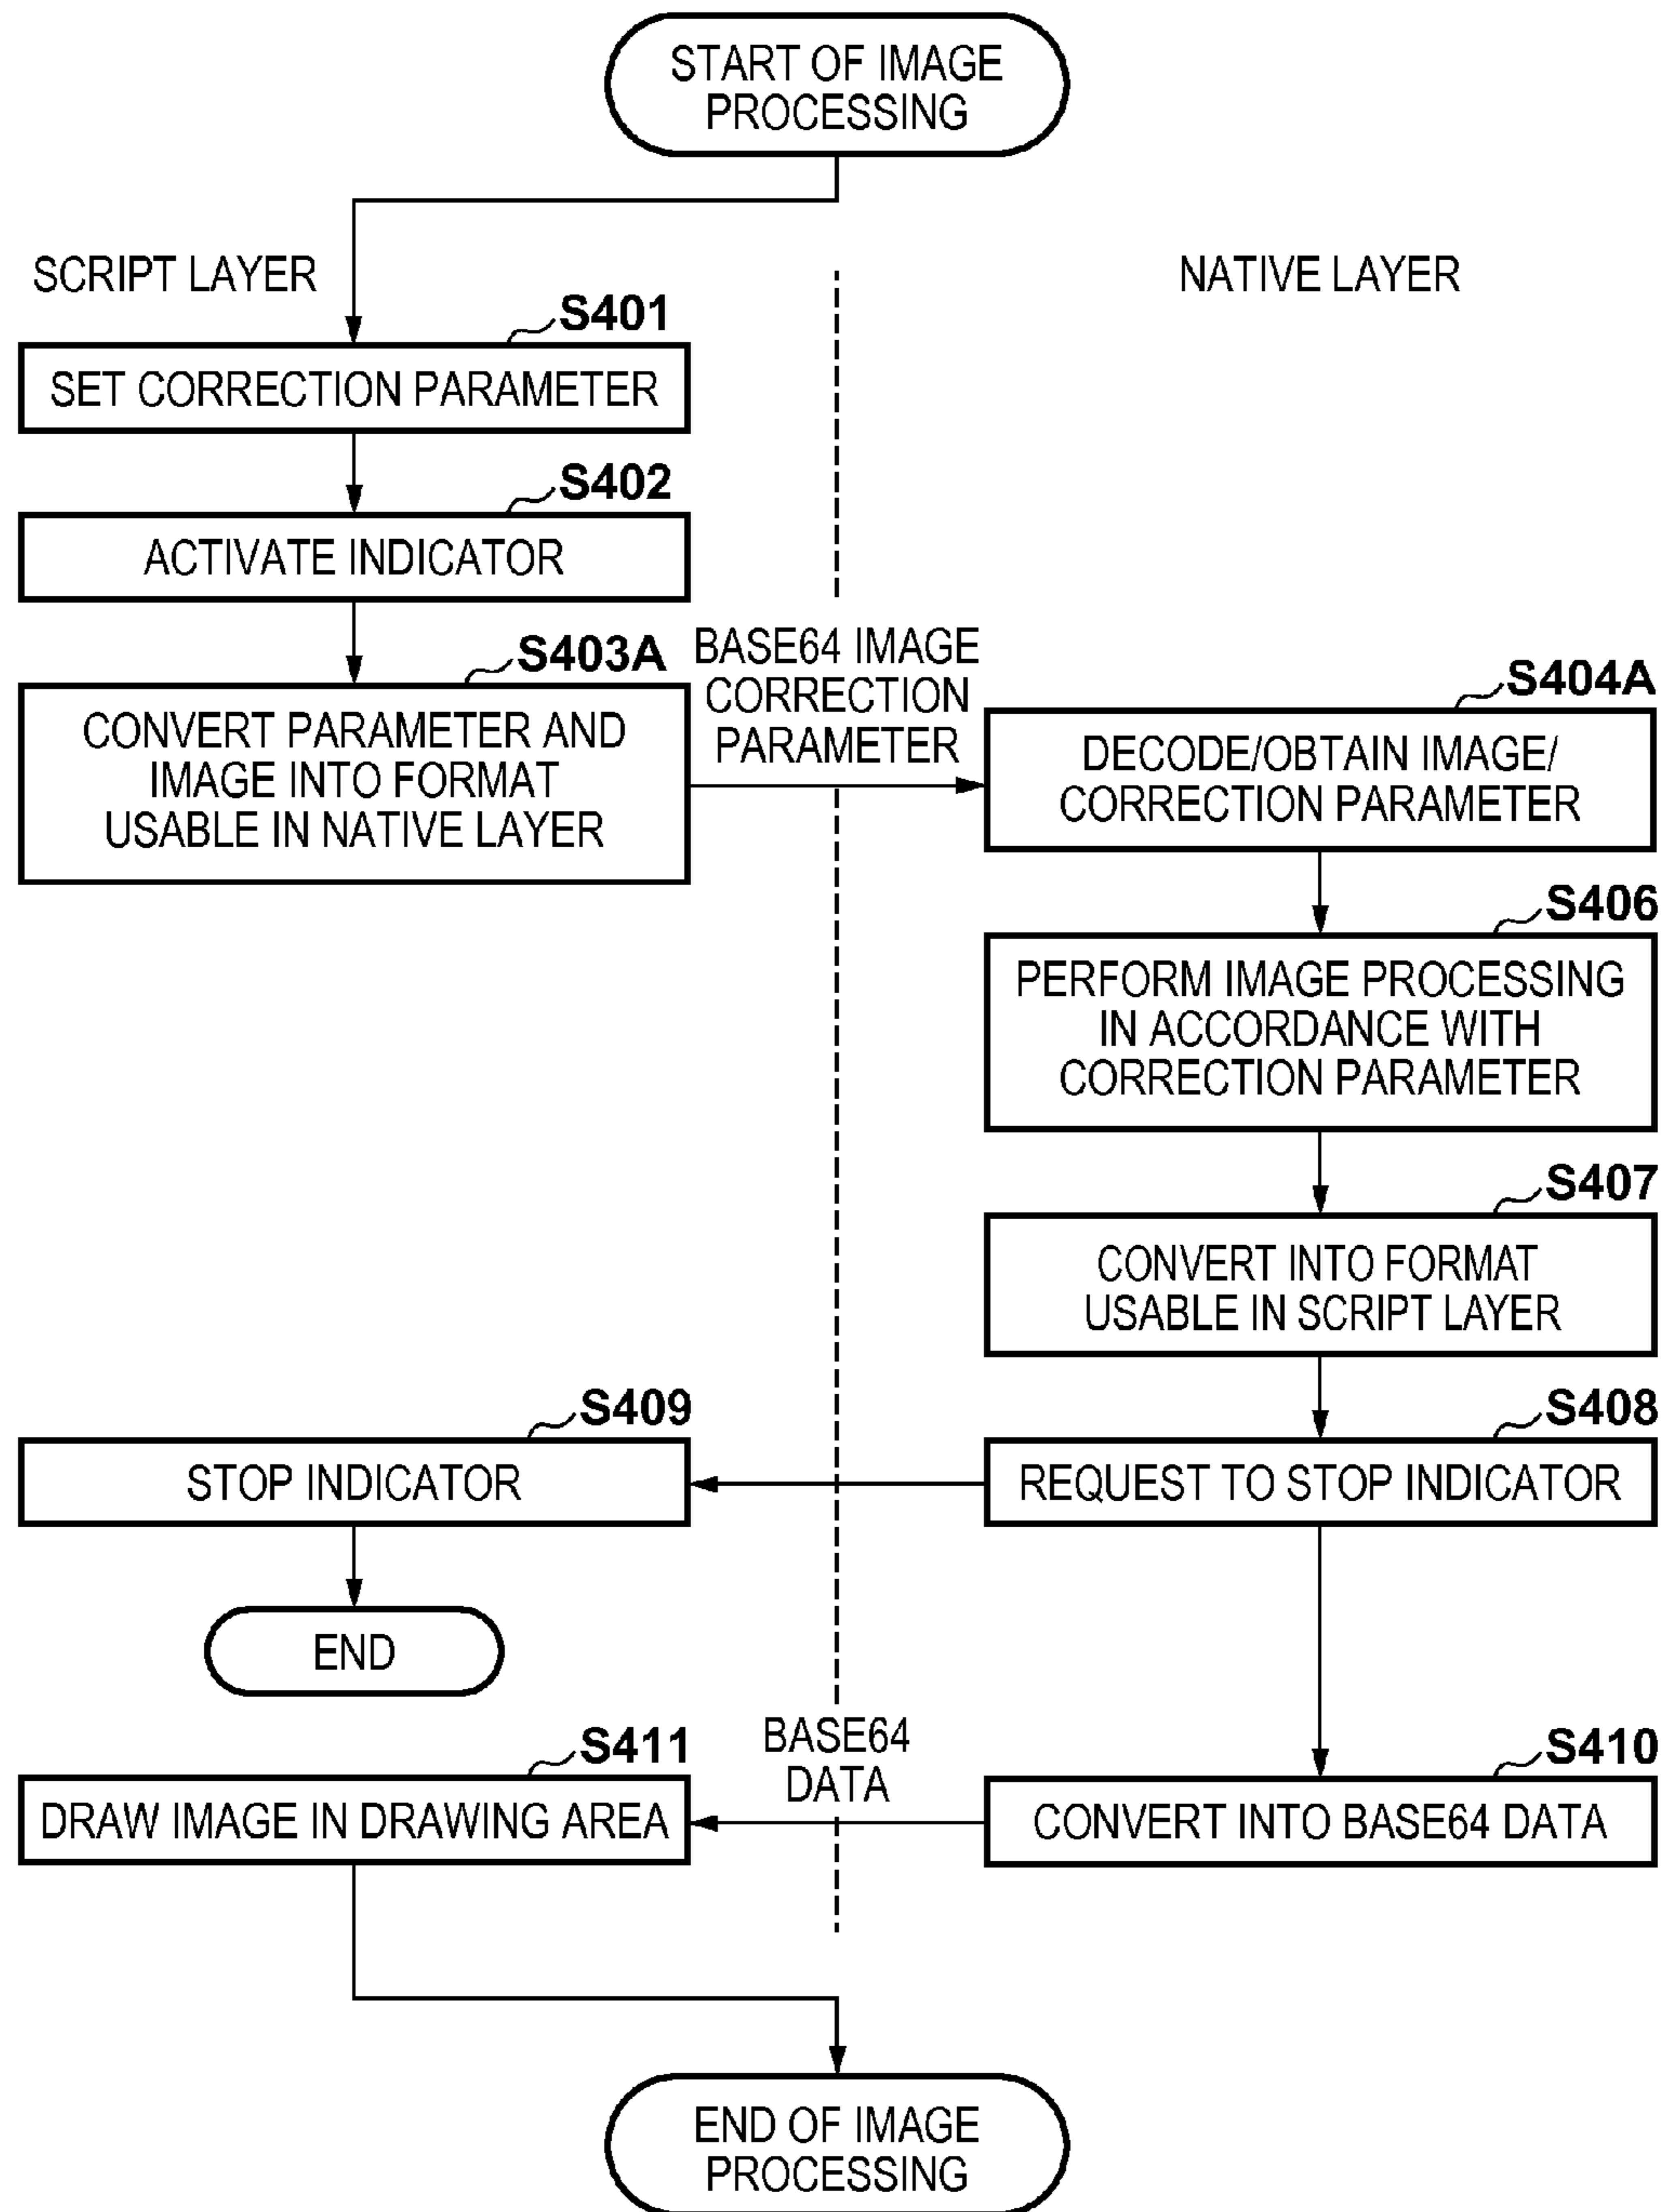 START OF IMAGE
PROCESSING
SCRIPT LAYER
NATIVE LAYER
S401
SET CORRECTION PARAMETER
S402
ACTIVATE INDICATOR
S403A
CONVERT PARAMETER AND
IMAGE INTO FORMAT
USABLE IN NATIVE LAYER
BASE64 IMAGE
CORRECTION
PARAMETER
S404A
DECODE/OBTAIN IMAGE/
CORRECTION PARAMETER
S406
PERFORM IMAGE PROCESSING
IN ACCORDANCE WITH
CORRECTION PARAMETER
S407
CONVERT INTO FORMAT
USABLE IN SCRIPT LAYER
S408
REQUEST TO STOP INDICATOR
S409
STOP INDICATOR
END
S410
CONVERT INTO BASE64 DATA
BASE64
DATA
S411
DRAW IMAGE IN DRAWING AREA
END OF IMAGE
PROCESSING